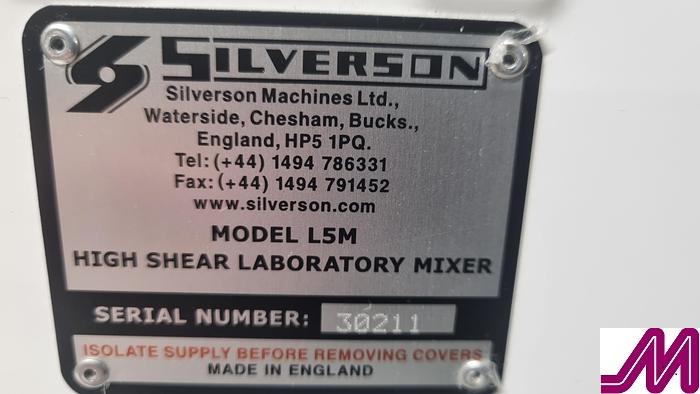 SILVERSON
Silverson Machines Ltd.,
Waterside, Chesham, Bucks.,
England, HP5 1PQ.
Tel: (+44) 1494 786331
Fax: (+44) 1494 791452
www.silverson.com
MODEL L5M
HIGH SHEAR LABORATORY MIXER
SERIAL NUMBER: 30211
ISOLATE SUPPLY BEFORE REMOVING COVERS
MADE IN ENGLAND